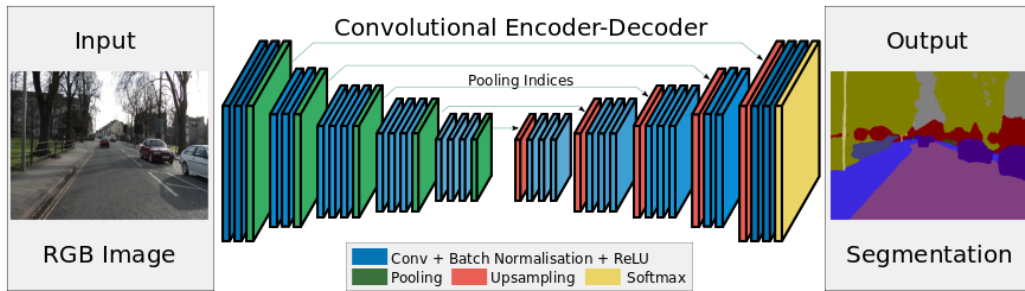 Input
RGB Image
Convolutional Encoder-Decoder
Pooling Indices
Conv + Batch Normalisation + ReLU
Pooling Upsampling Softmax
Output
Segmentation